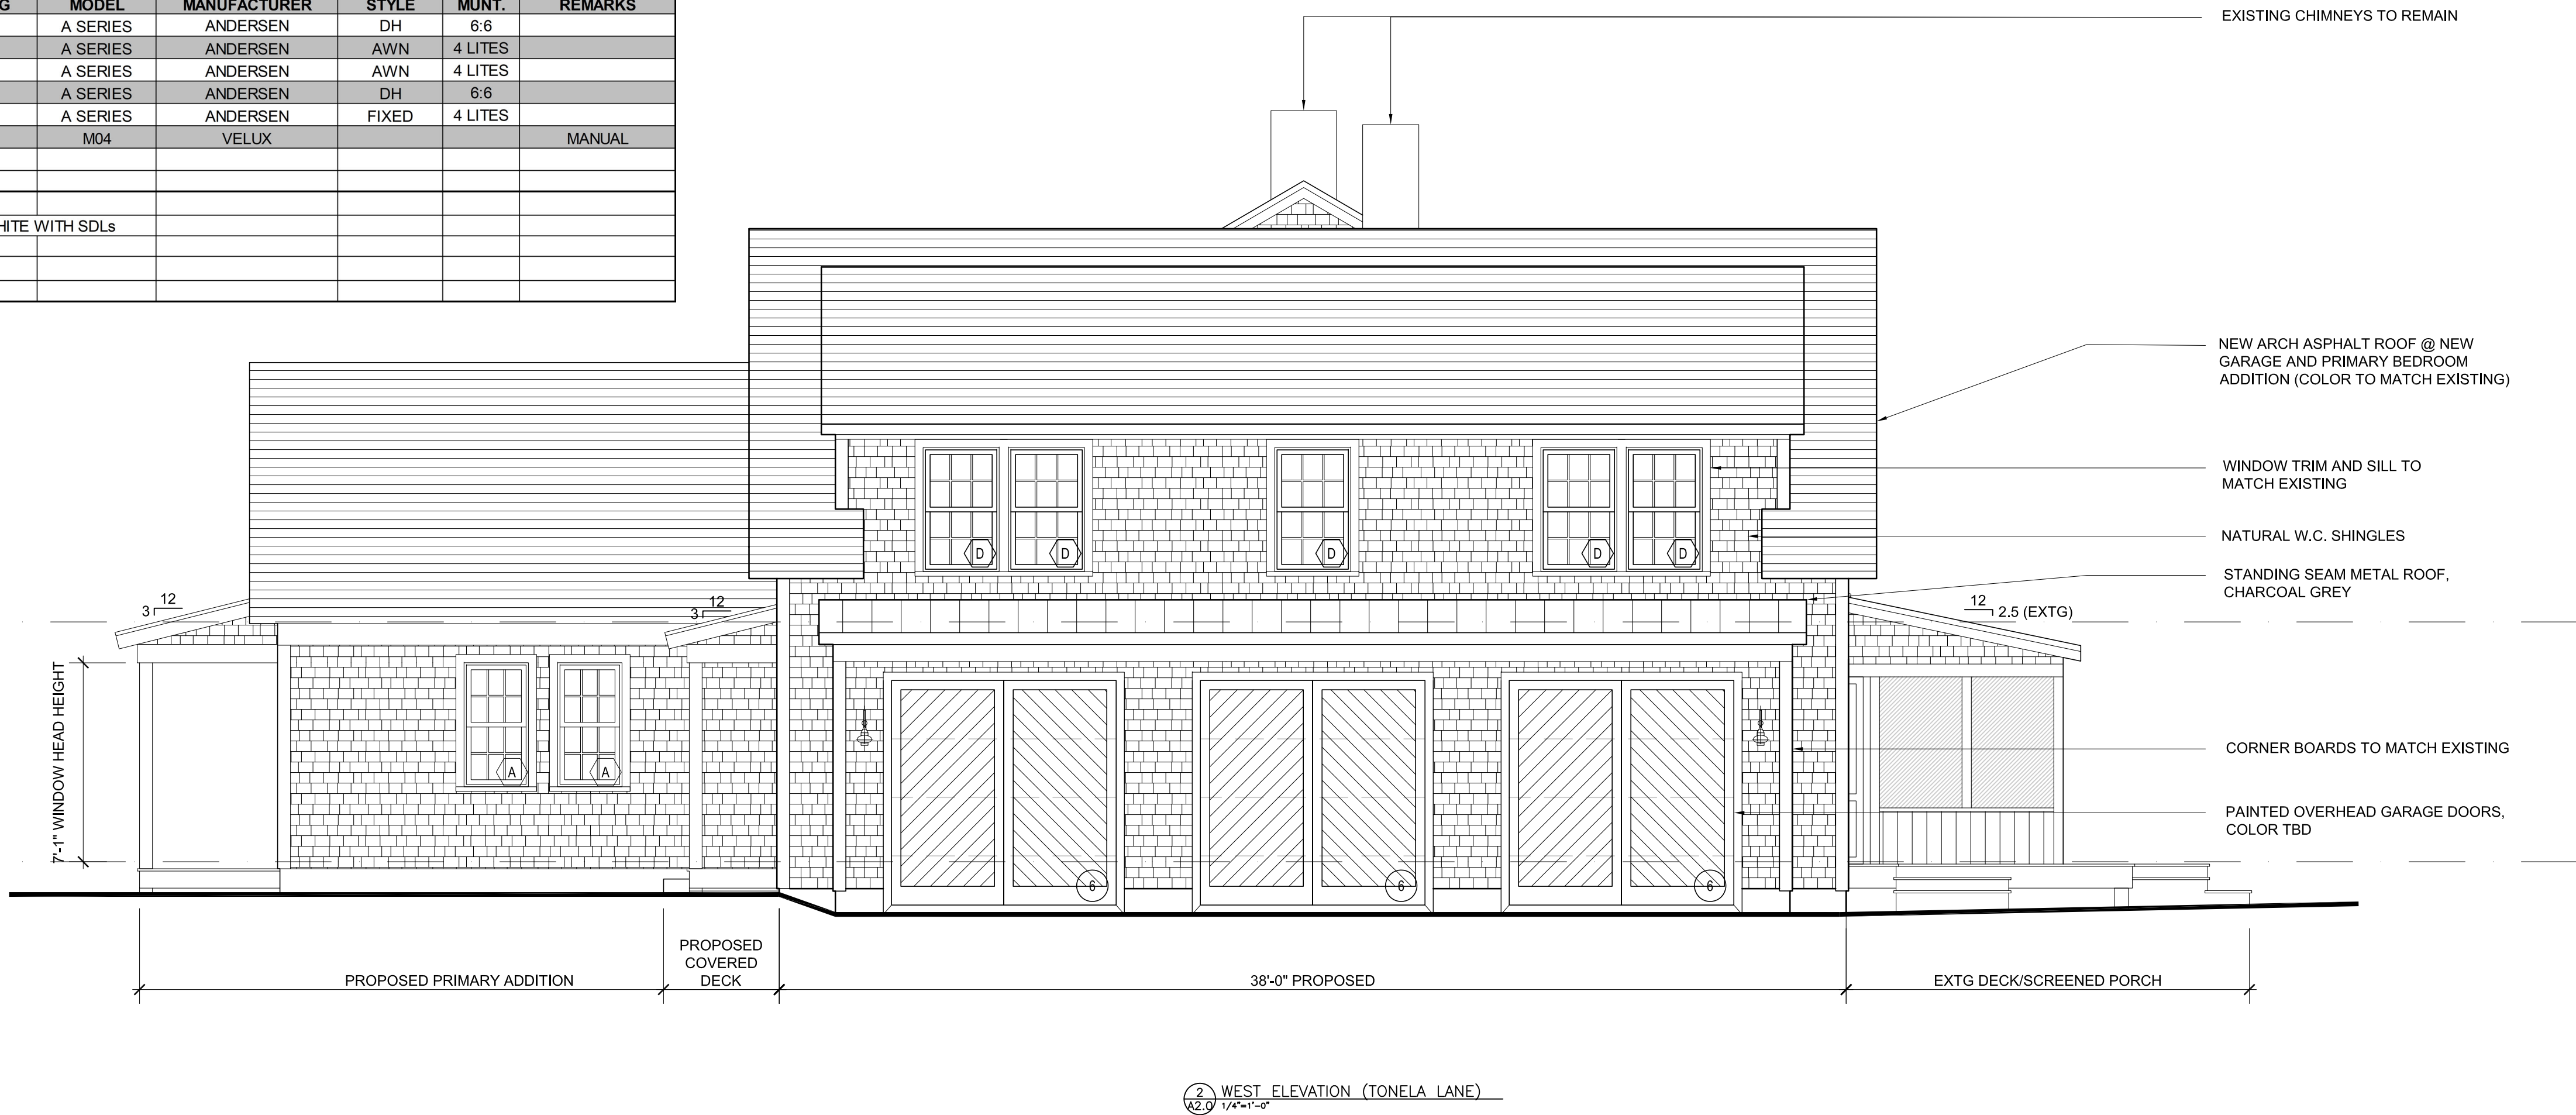 G MODEL MANUFACTURER STYLE MUNT. REMARKS
A SERIES ANDERSEN DH 6:6
A SERIES ANDERSEN AWN 4 LITES
A SERIES ANDERSEN AWN 4 LITES
A SERIES ANDERSEN DH 6:6
A SERIES ANDERSEN FIXED 4 LITES
M04 VELUX MANUAL
HITE WITH SDLs
EXISTING CHIMNEYS TO REMAIN
NEW ARCH ASPHALT ROOF @ NEW
GARAGE AND PRIMARY BEDROOM
ADDITION (COLOR TO MATCH EXISTING)
WINDOW TRIM AND SILL TO
MATCH EXISTING
NATURAL W.C. SHINGLES
STANDING SEAM METAL ROOF,
CHARCOAL GREY
CORNER BOARDS TO MATCH EXISTING
PAINTED OVERHEAD GARAGE DOORS,
COLOR TBD
D D D D D
12
3
12
3
12
2.5 (EXTG)
7'-1" WINDOW HEAD HEIGHT
A A
6 6 6
PROPOSED PRIMARY ADDITION
PROPOSED
COVERED
DECK
38'-0" PROPOSED
EXTG DECK/SCREENED PORCH
2 WEST ELEVATION (TONELA LANE)
A2.0 1/4"=1'-0"